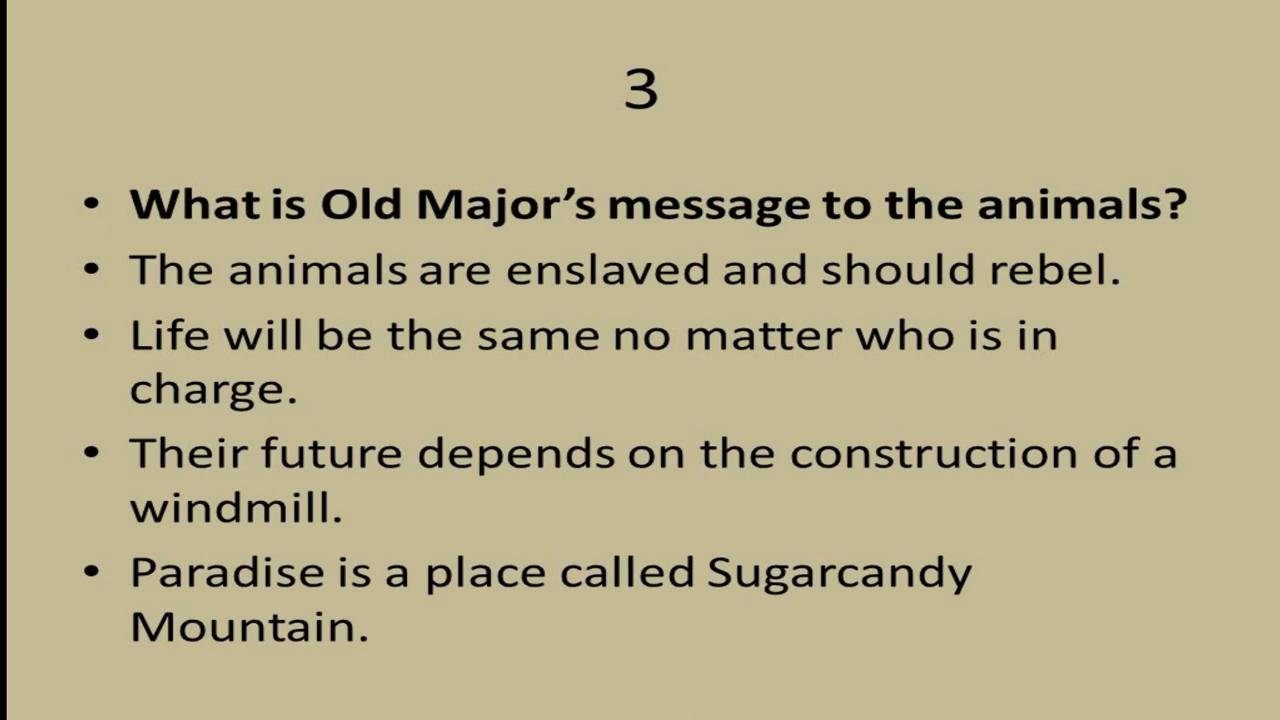 3
• What is Old Major’s message to the animals?
• The animals are enslaved and should rebel.
• Life will be the same no matter who is in
charge.
• Their future depends on the construction of a
windmill.
• Paradise is a place called Sugarcandy
Mountain.